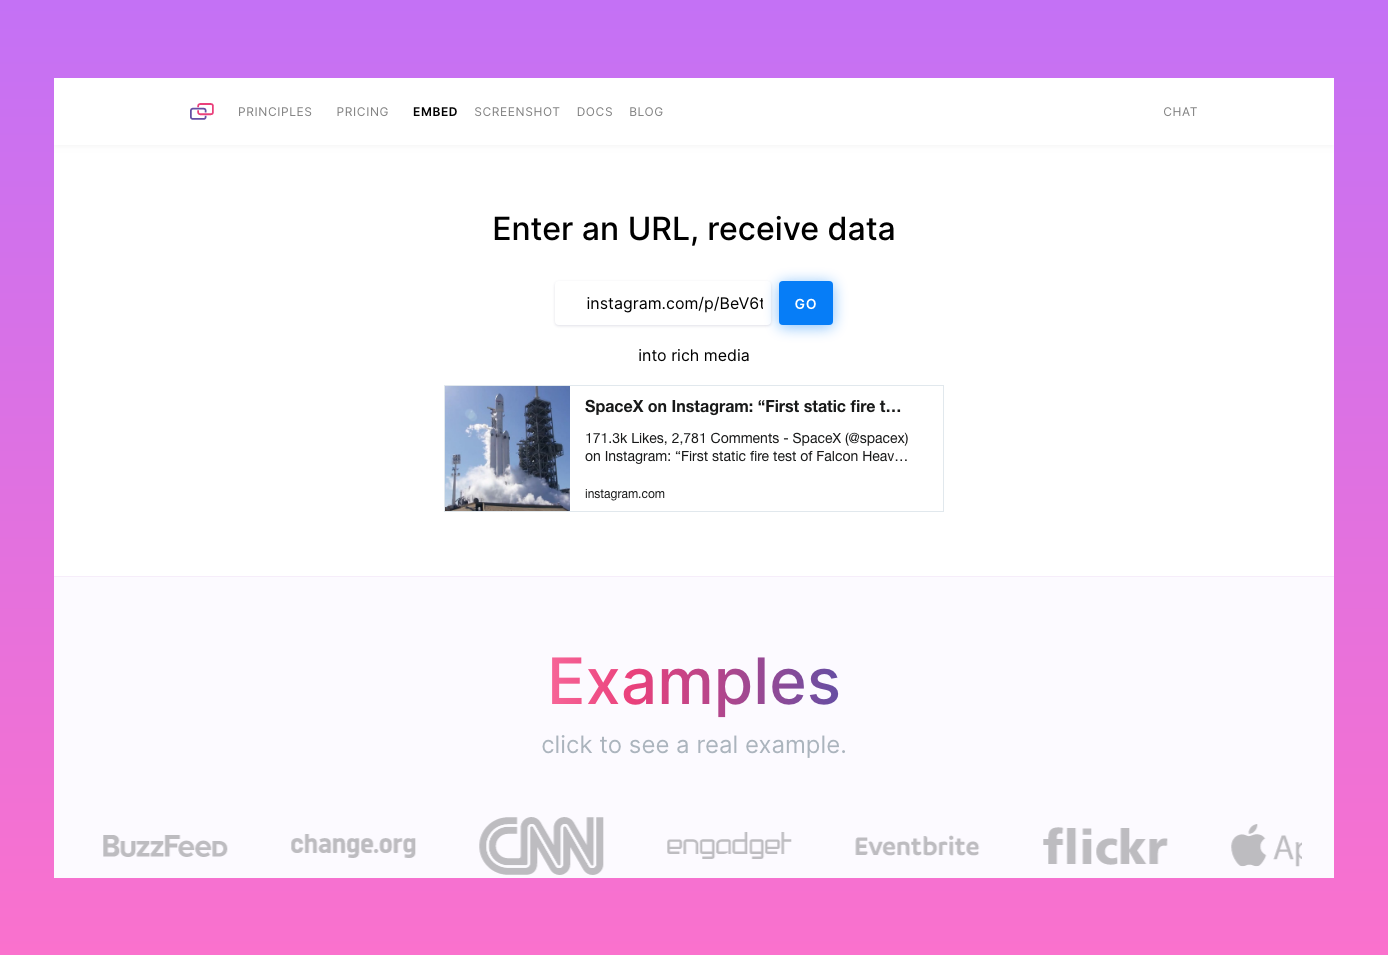 PRINCIPLES PRICING EMBED SCREENSHOT DOCS BLOG CHAT
Enter an URL, receive data
instagram.com/p/BeV6t GO
into rich media
SpaceX on Instagram: “First static fire t…
171.3k Likes, 2,781 Comments - SpaceX (@spacex)
on Instagram: “First static fire test of Falcon Heav…
instagram.com
Examples
click to see a real example.
BuzzFeed change.org CNN engadget Eventbrite flickr Ap